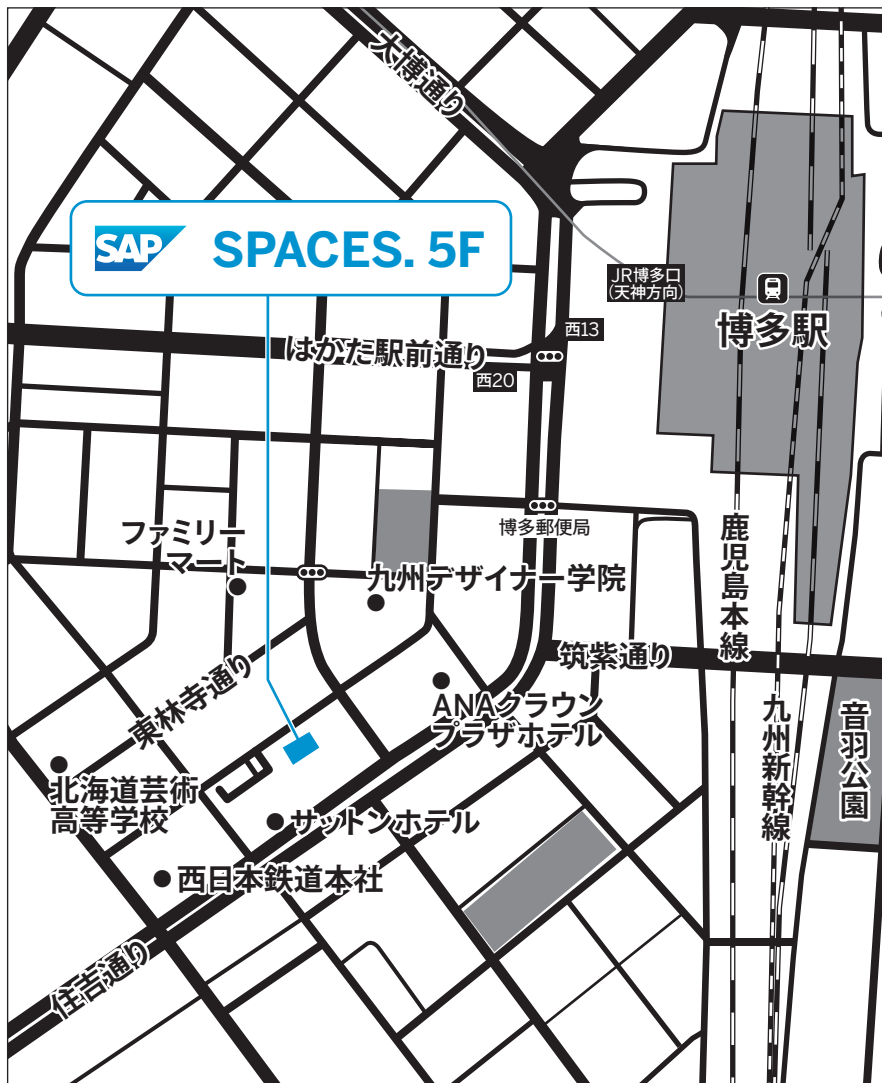 大博通り
SAP
SPACES. 5F
JR博多口
(天神方向)
博多駅
西13
はかた駅前通り
西20
博多郵便局
ファミリー
マート
九州デザイナー学院
鹿児島本線
筑紫通り
東林寺通り
ANAクラウン
プラザホテル
九州新幹線
音羽公園
北海道芸術
高等学校
サットンホテル
西日本鉄道本社
住吉通り